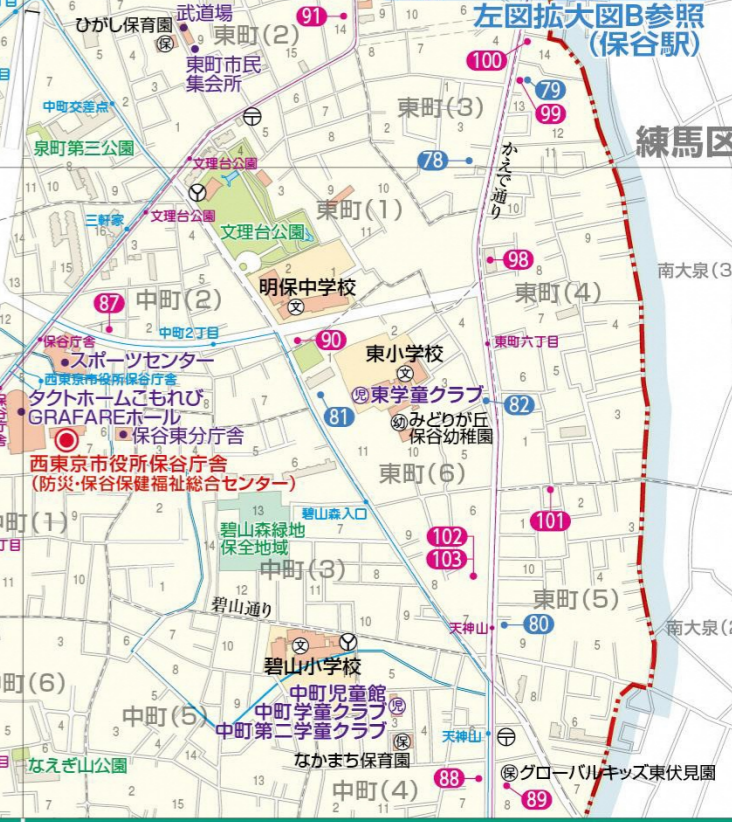 左図拡大図B参照
(保谷駅)
武道場
ひがし保育園
保
東町(2)
91
東町市民
集会所
100
79
99
中町交差点
東町(3)
練馬区
泉町第三公園
文理台公園
78
かえで通り
文理台公園
三軒家
文理台公園
東町(1)
98
南大泉(3
明保中学校
文
東町(4)
87
中町(2)
保谷庁舎
中町2丁目
90
東町六丁目
スポーツセンター
東小学校
文
西東京市役所保谷庁舎
タクトホームこもれび
GRAFAREホール
児東学童クラブ
81
82
保谷東分庁舎
幼みどりが丘
保谷幼稚園
西東京市役所保谷庁舎
(防災・保谷保健福祉総合センター)
東町(6)
中町(1)
碧山森入口
101
碧山森緑地
保全地域
102
103
中町(3)
東町(5)
碧山通り
天神山
80
南大泉(2
文
碧山小学校
町(6)
中町児童館
中町学童クラブ
児
中町第二学童クラブ
中町(5)
天神山
なかまち保育園
保
なえぎ山公園
88
保グローバルキッズ東伏見園
中町(4)
89